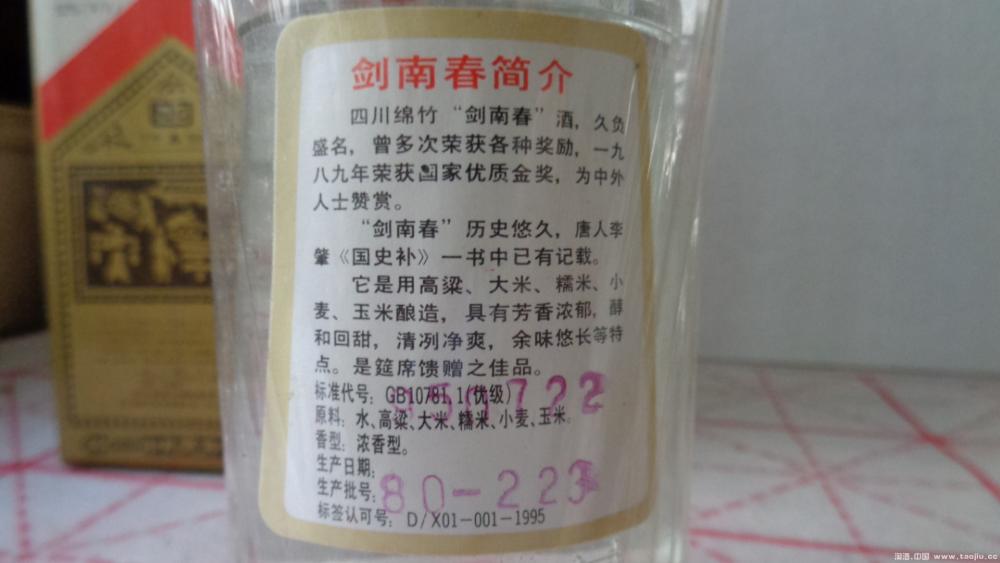 剑南春简介
四川绵竹“剑南春”酒，久负
盛名，曾多次荣获各种奖励，一九
八九年荣获国家优质金奖，为中外
人士赞赏。
“剑南春”历史悠久，唐人李
肇《国史补》一书中已有记载。
它是用高粱、大米、糯米、小
麦、玉米酿造，具有芳香浓郁，醇
和回甜，清冽净爽，余味悠长等特
点。是筵席馈赠之佳品。
标准代号：GB10781.1(优级)
950722
原料：水、高粱、大米、糯米、小麦、玉米。
香型：浓香型。
生产日期：
生产批号：80-223
标签认可号：D/X01-001-1995
淘酒.中国 www.taojiu.cc